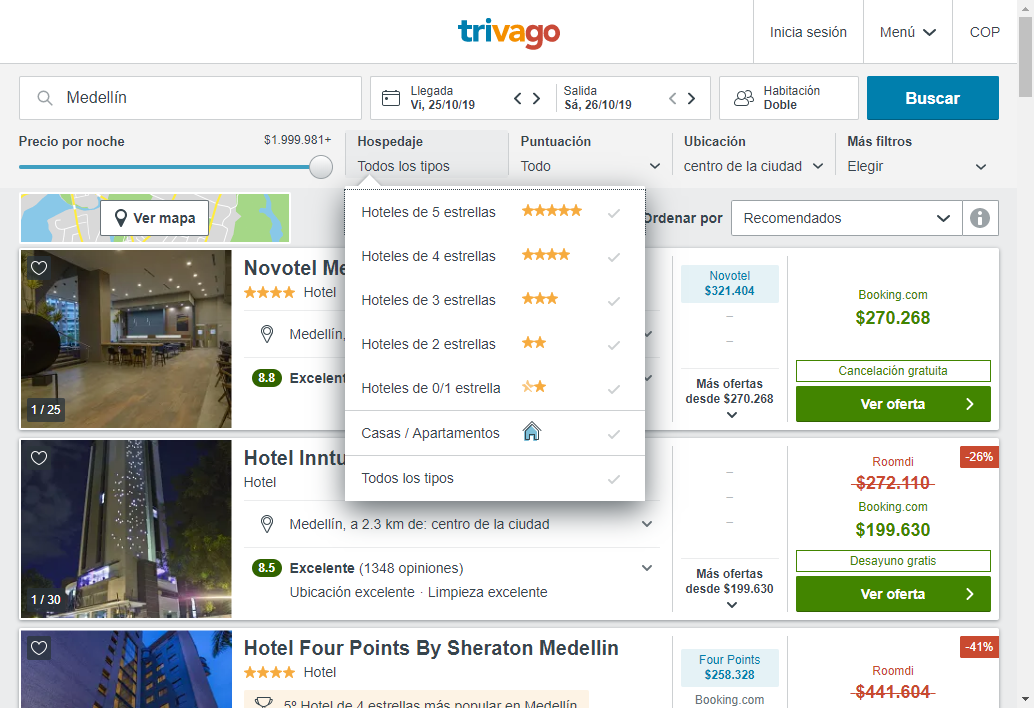 trivago
Inicia sesión
Menú
COP
Medellín
Llegada
Vi, 25/10/19
Salida
Sá, 26/10/19
Habitación
Doble
Buscar
Precio por noche
$1.999.981+
Hospedaje
Todos los tipos
Puntuación
Todo
Ubicación
centro de la ciudad
Más filtros
Elegir
Ver mapa
Hoteles de 5 estrellas
Hoteles de 4 estrellas
Hoteles de 3 estrellas
Hoteles de 2 estrellas
Hoteles de 0/1 estrella
Casas / Apartamentos
Todos los tipos
Ordenar por
Recomendados
Novotel Me
Hotel
Medellín,
8.8 Excelent
1 / 25
Novotel
$321.404
Más ofertas
desde $270.268
Booking.com
$270.268
Cancelación gratuita
Ver oferta
Hotel Inntu
Hotel
Medellín, a 2.3 km de: centro de la ciudad
8.5 Excelente (1348 opiniones)
Ubicación excelente · Limpieza excelente
1 / 30
Más ofertas
desde $199.630
-26%
Roomdi
$272.110
Booking.com
$199.630
Desayuno gratis
Ver oferta
Hotel Four Points By Sheraton Medellin
Hotel
5º Hotel de 4 estrellas más popular en Medellín
Four Points
$258.328
Booking.com
-41%
Roomdi
$441.604